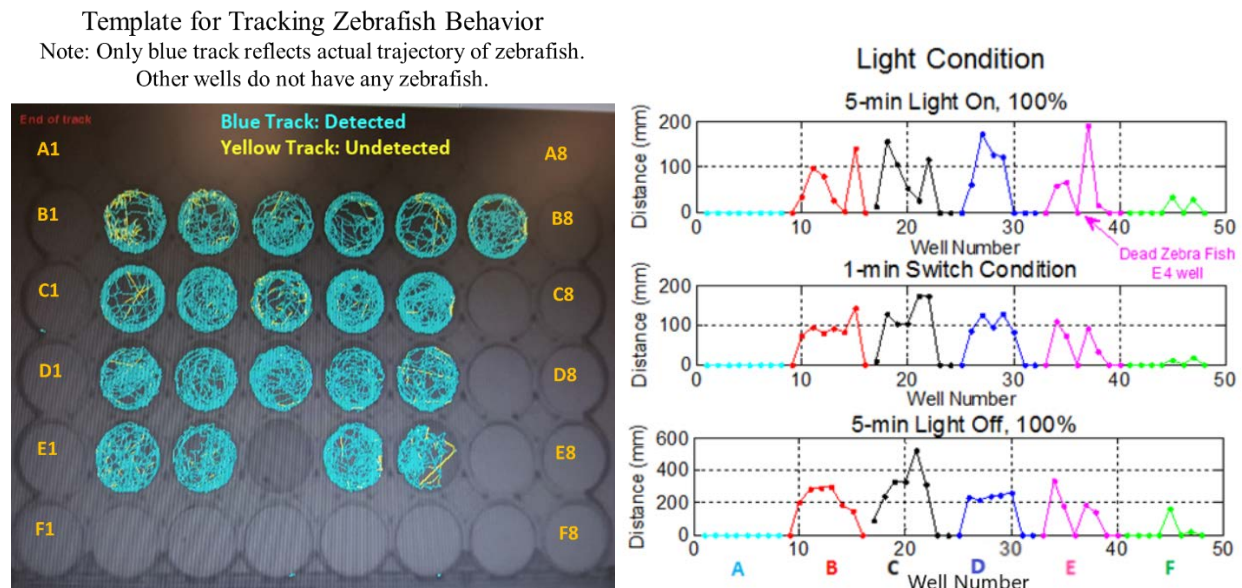 Template for Tracking Zebrafish Behavior
Note: Only blue track reflects actual trajectory of zebrafish.
Other wells do not have any zebrafish.
End of track
Blue Track: Detected
Yellow Track: Undetected
A1
A8
B1
B8
C1
C8
D1
D8
E1
E8
F1
F8
Light Condition
5-min Light On, 100%
Distance (mm)
200
100
0
0
10
20
30
40
50
Well Number
Dead Zebra Fish
E4 well
1-min Switch Condition
Distance (mm)
200
100
0
0
10
20
30
40
50
Well Number
5-min Light Off, 100%
Distance (mm)
600
400
200
0
0
10
20
30
40
50
A B C D E F
Well Number